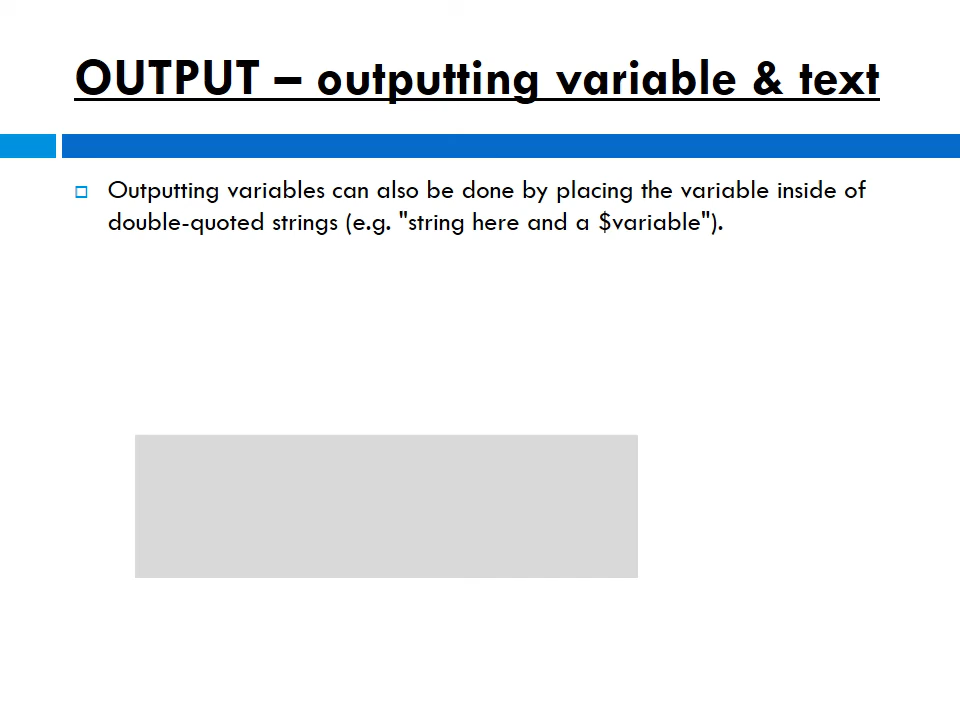 OUTPUT – outputting variable & text
Outputting variables can also be done by placing the variable inside of
double-quoted strings (e.g. "string here and a $variable").